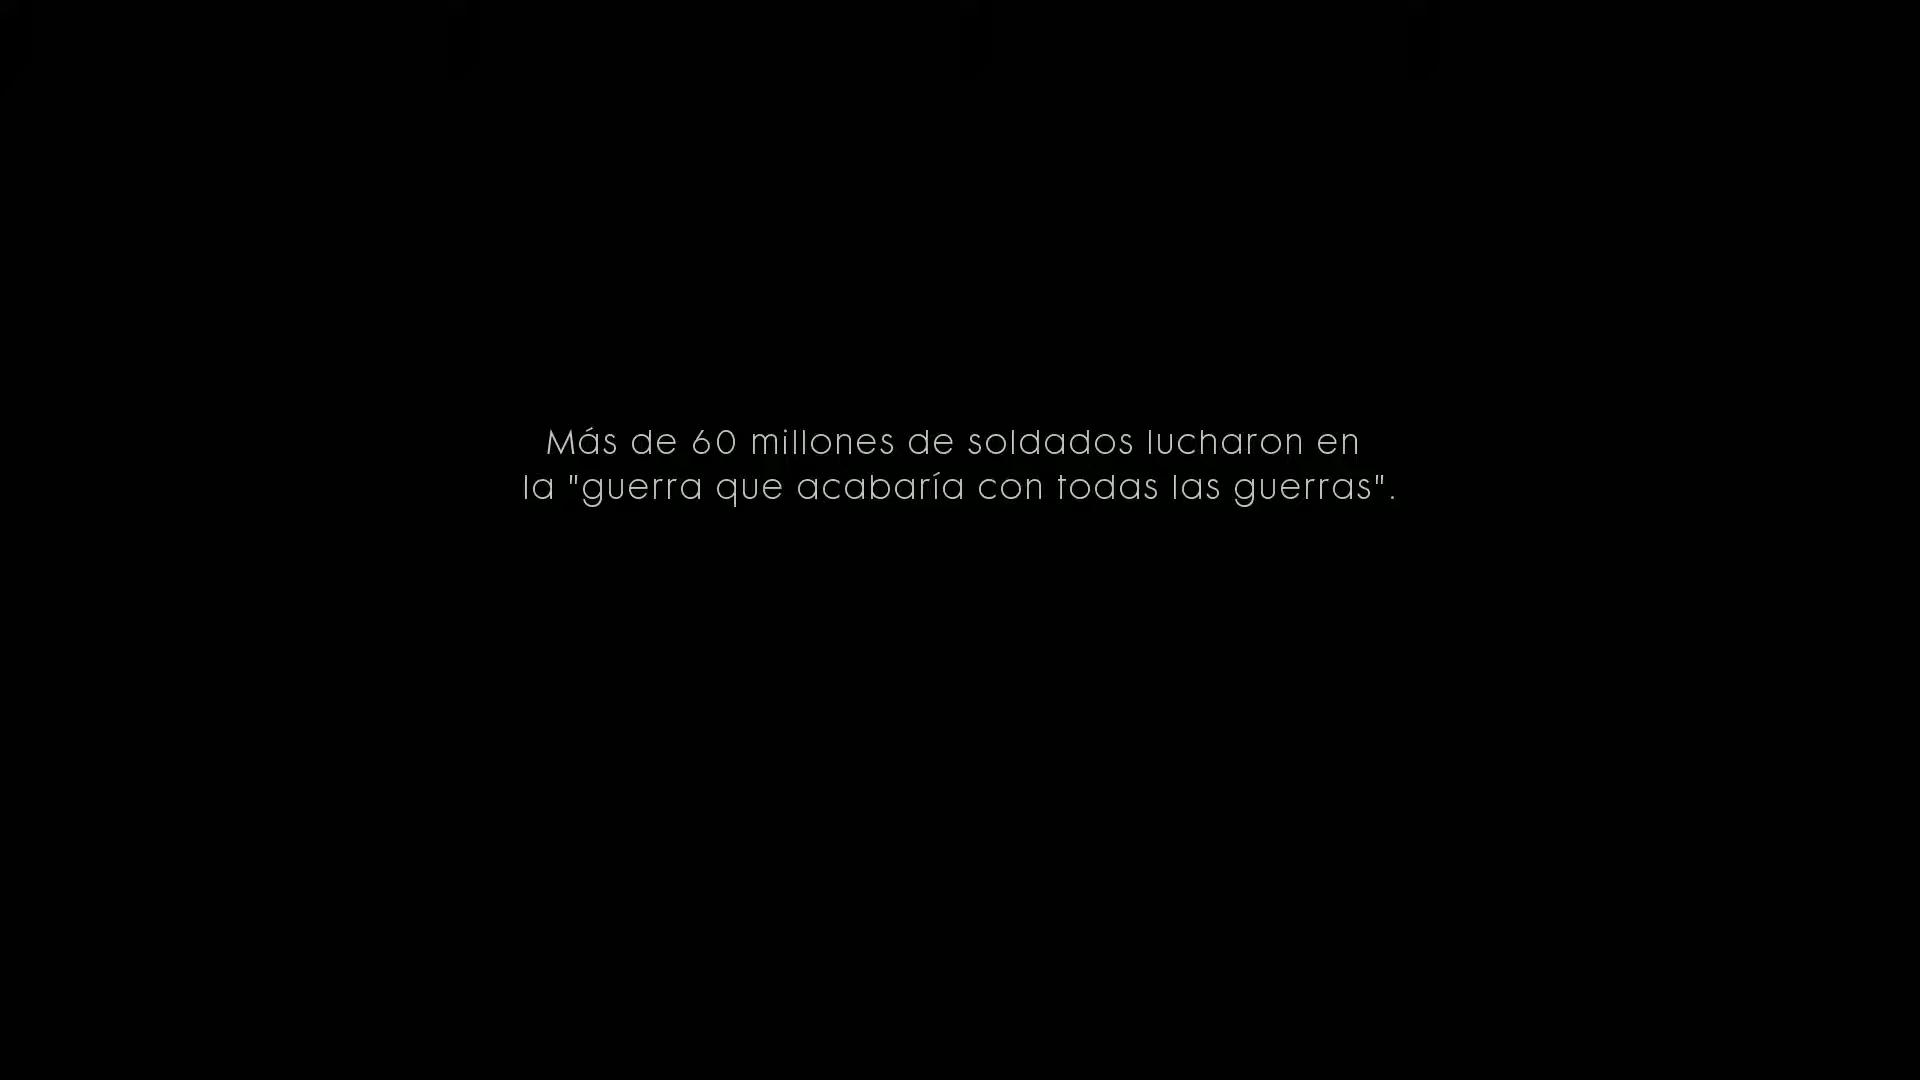 Más de 60 millones de soldados lucharon en
la "guerra que acabaría con todas las guerras".